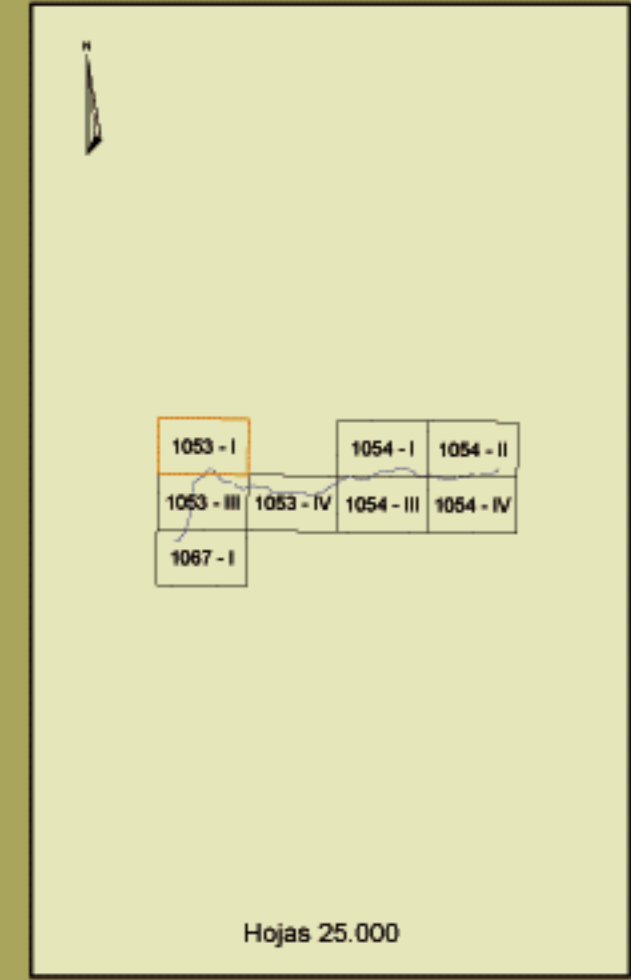 N
1053 - I
1054 - I
1054 - II
1053 - III
1053 - IV
1054 - III
1054 - IV
1067 - I
Hojas 25.000